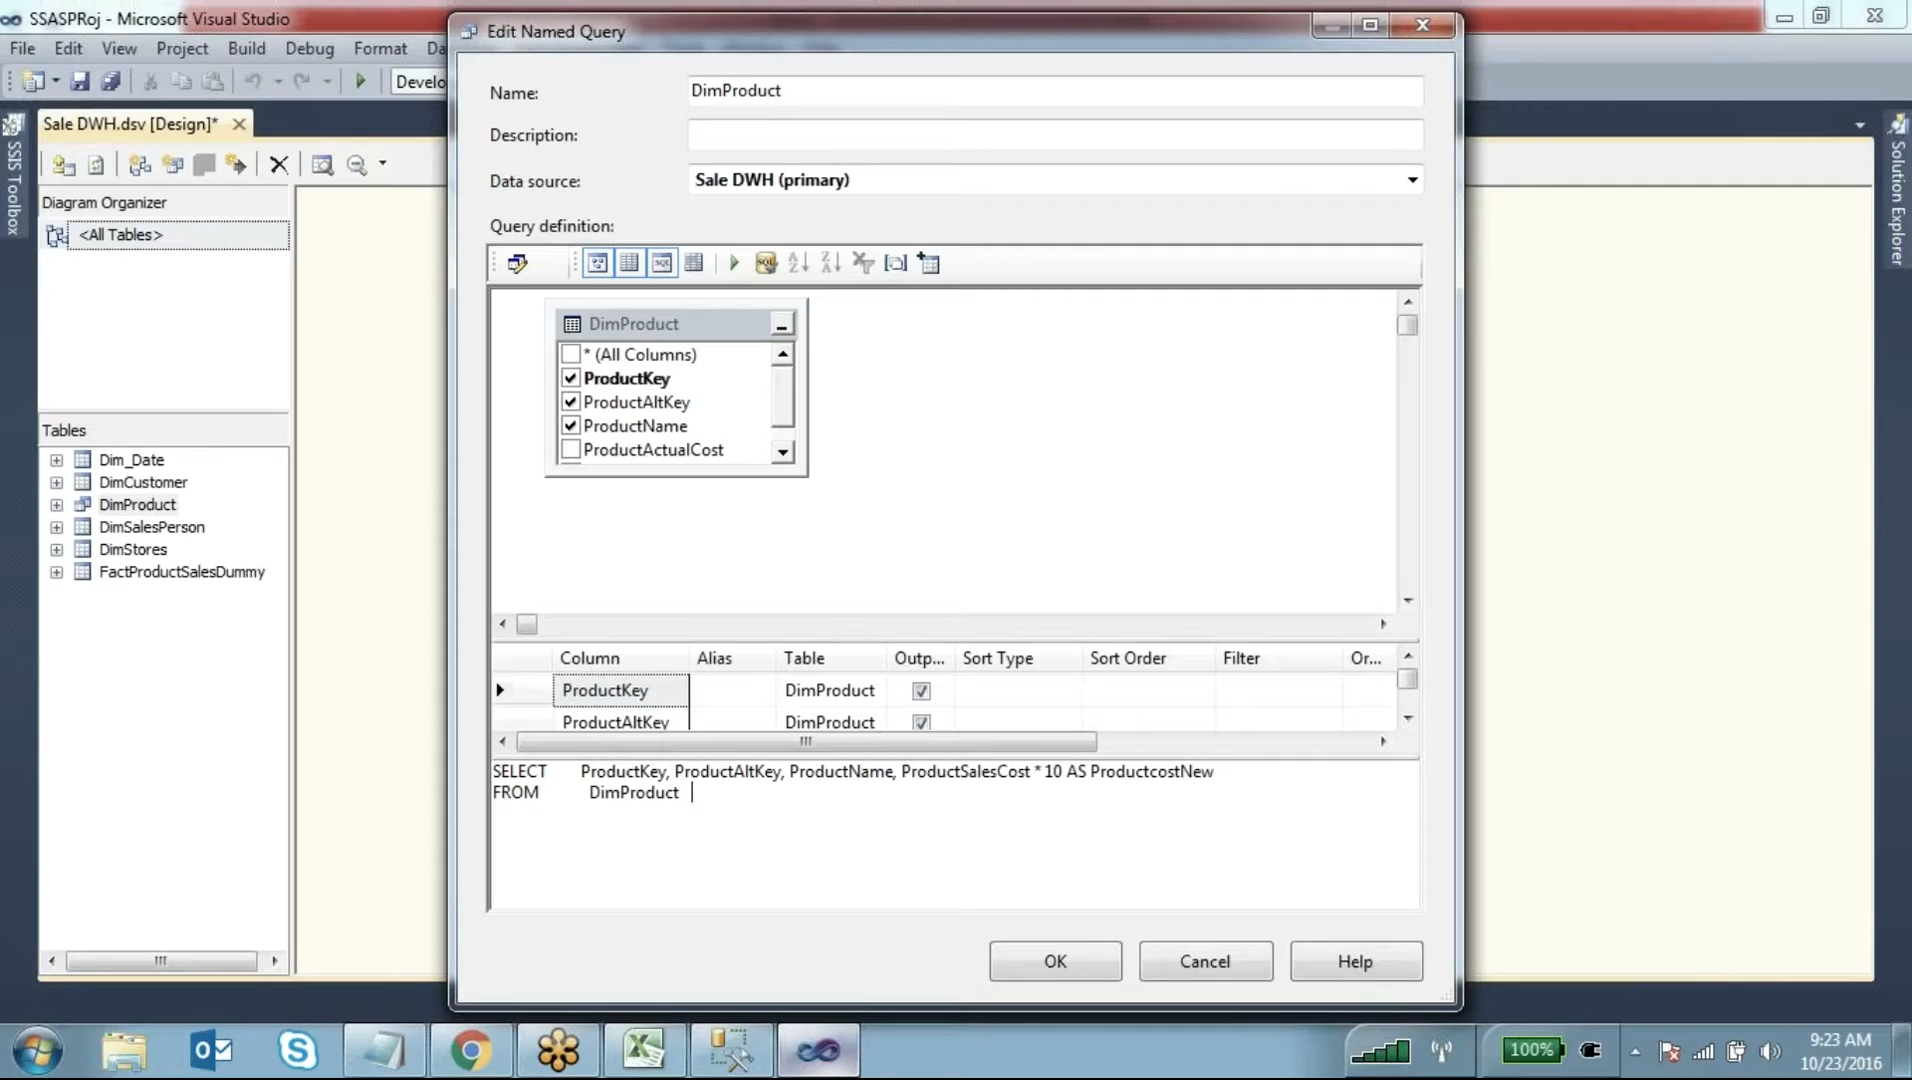 SSASPRoj - Microsoft Visual Studio
File Edit View Project Build Debug Format Da
Develo
Sale DWH.dsv [Design]*
SSIS Toolbox
Diagram Organizer
<All Tables>
Tables
Dim_Date
DimCustomer
DimProduct
DimSalesPerson
DimStores
FactProductSalesDummy
Edit Named Query
Name:
DimProduct
Description:
Data source:
Sale DWH (primary)
Query definition:
DimProduct
* (All Columns)
ProductKey
ProductAltKey
ProductName
ProductActualCost
Column Alias Table Outp... Sort Type Sort Order Filter Or...
ProductKey DimProduct
ProductAltKey DimProduct
SELECT ProductKey, ProductAltKey, ProductName, ProductSalesCost * 10 AS ProductcostNew
FROM DimProduct
OK Cancel Help
Solution Explorer
100%
9:23 AM
10/23/2016